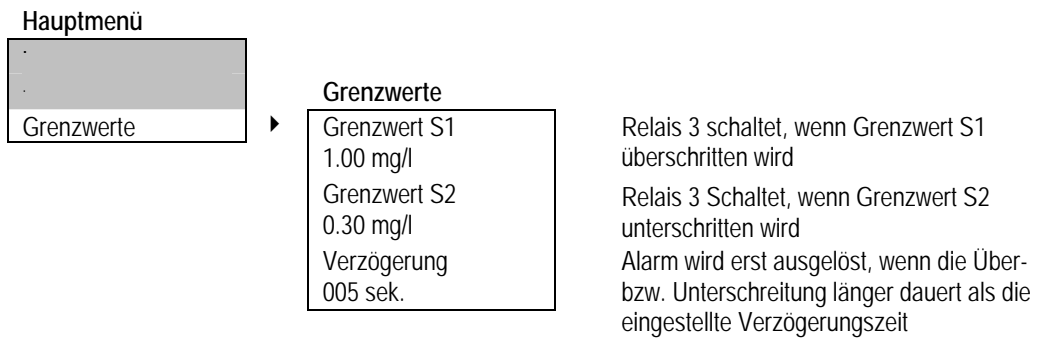 Hauptmenü
.
.
Grenzwerte
Grenzwerte
Grenzwert S1
1.00 mg/l
Grenzwert S2
0.30 mg/l
Verzögerung
005 sek.
Relais 3 schaltet, wenn Grenzwert S1
überschritten wird
Relais 3 Schaltet, wenn Grenzwert S2
unterschritten wird
Alarm wird erst ausgelöst, wenn die Über-
bzw. Unterschreitung länger dauert als die
eingestellte Verzögerungszeit